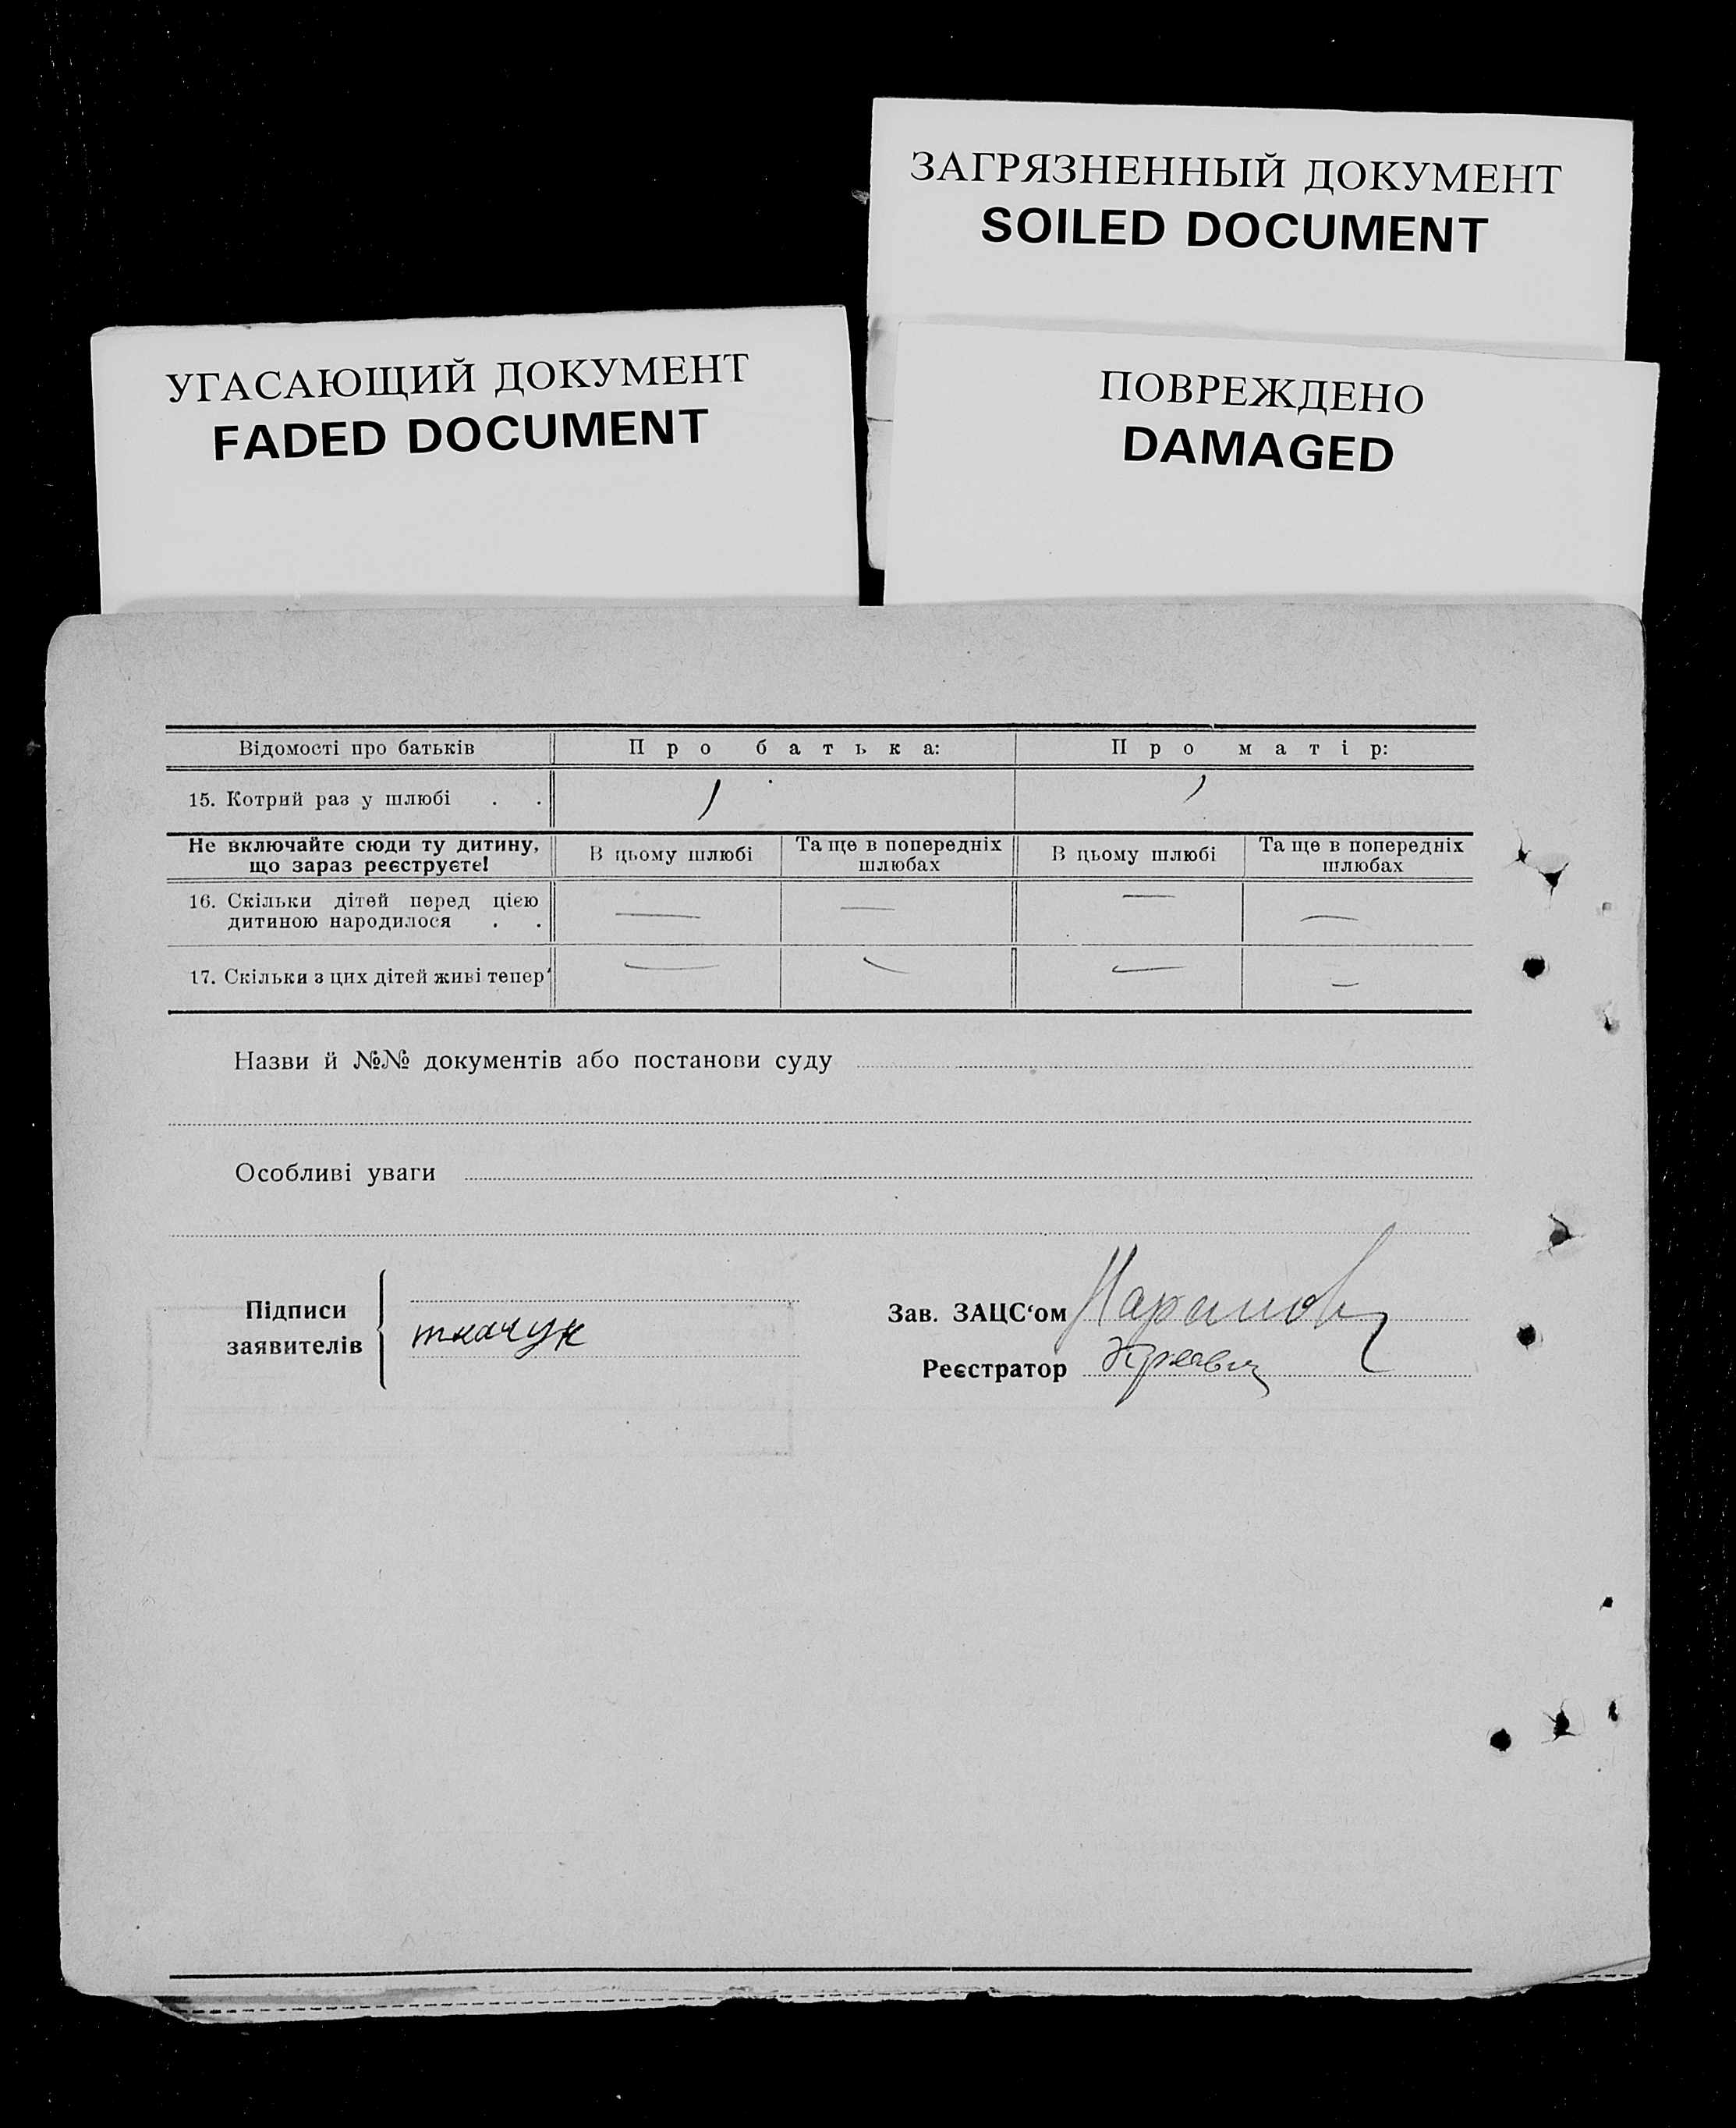 ЗАГРЯЗНЕННЫЙ ДОКУМЕНТ
SOILED DOCUMENT
УГАСАЮЩИЙ ДОКУМЕНТ
FADED DOCUMENT
ПОВРЕЖДЕНО
DAMAGED
Відомості про батьків Про батька: Про матір:
15. Котрий раз у шлюбі . . 1 1
Не включайте сюди ту дитину, що зараз реєструєте!
В цьому шлюбі Та ще в попередніх шлюбах В цьому шлюбі Та ще в попередніх шлюбах
16. Скільки дітей перед цією
дитиною народилося . . — — — —
17. Скільки з цих дітей живі тепер — — — —
Назви й №№ документів або постанови суду
Особливі уваги
Підписи
заявителів
ткачук
Зав. ЗАЦС‘ом
Реєстратор